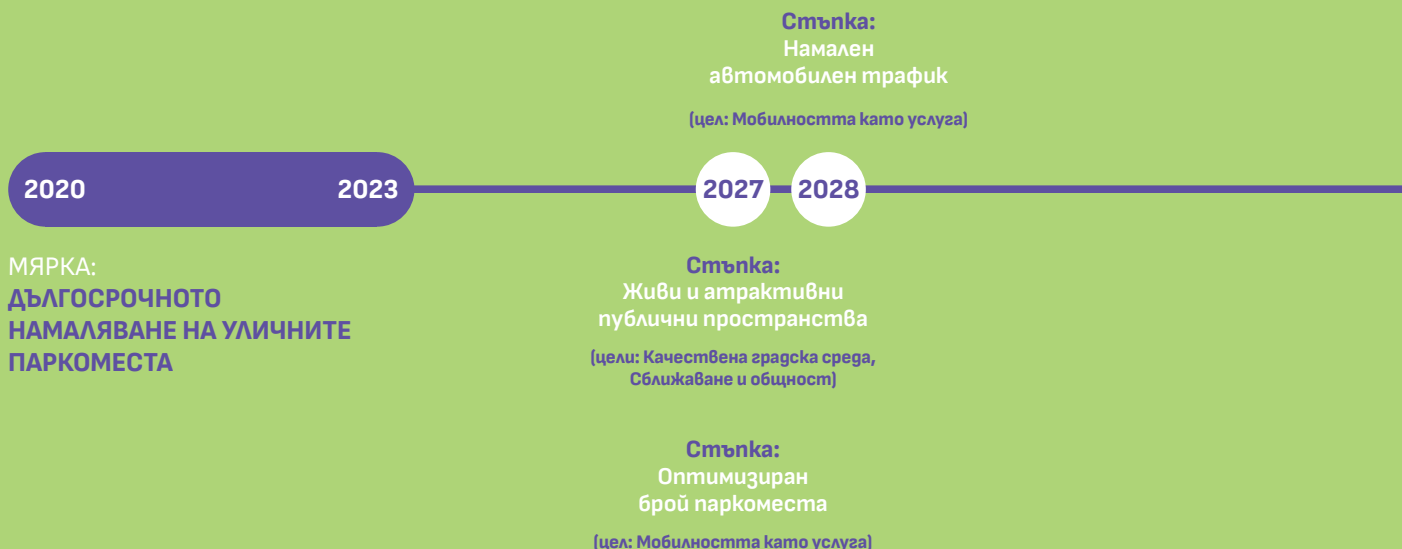 Стъпка:
Намален
автомобилен трафик
(цел: Мобилността като услуга)
2020 2023 2027 2028
МЯРКА:
ДЪЛГОСРОЧНОТО
НАМАЛЯВАНЕ НА УЛИЧНИТЕ
ПАРКОМЕСТА
Стъпка:
Живи и атрактивни
публични пространства
(цели: Качествена градска среда,
Сближаване и общност)
Стъпка:
Оптимизиран
брой паркоместа
(цел: Мобилността като услуга)